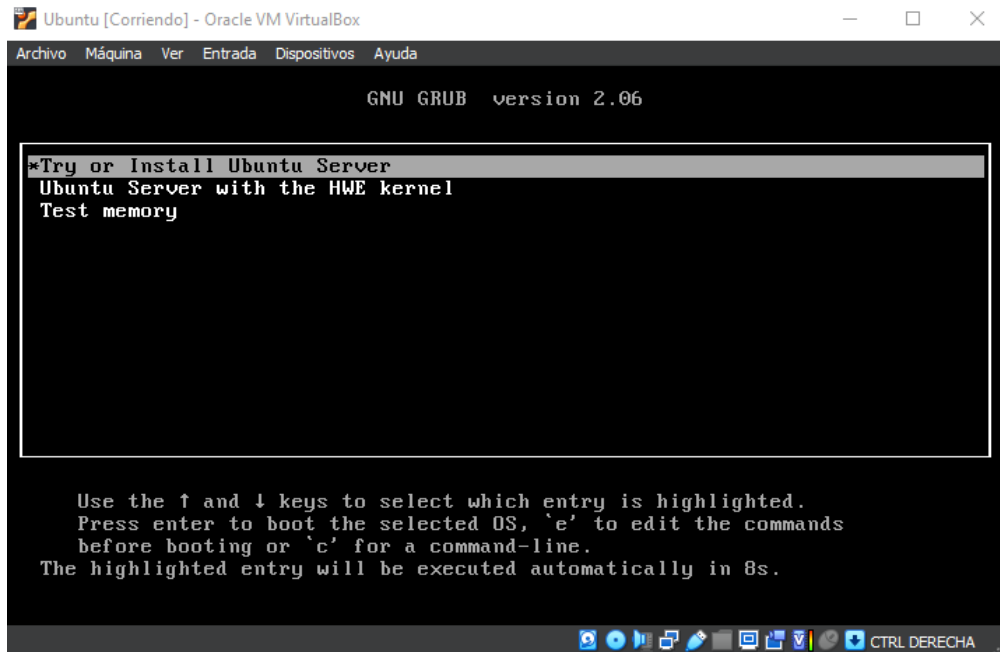 Ubuntu [Corriendo] - Oracle VM VirtualBox
Archivo Máquina Ver Entrada Dispositivos Ayuda
GNU GRUB version 2.06
*Try or Install Ubuntu Server
Ubuntu Server with the HWE kernel
Test memory
Use the ↑ and ↓ keys to select which entry is highlighted.
Press enter to boot the selected OS, `e' to edit the commands
before booting or `c' for a command-line.
The highlighted entry will be executed automatically in 8s.
CTRL DERECHA